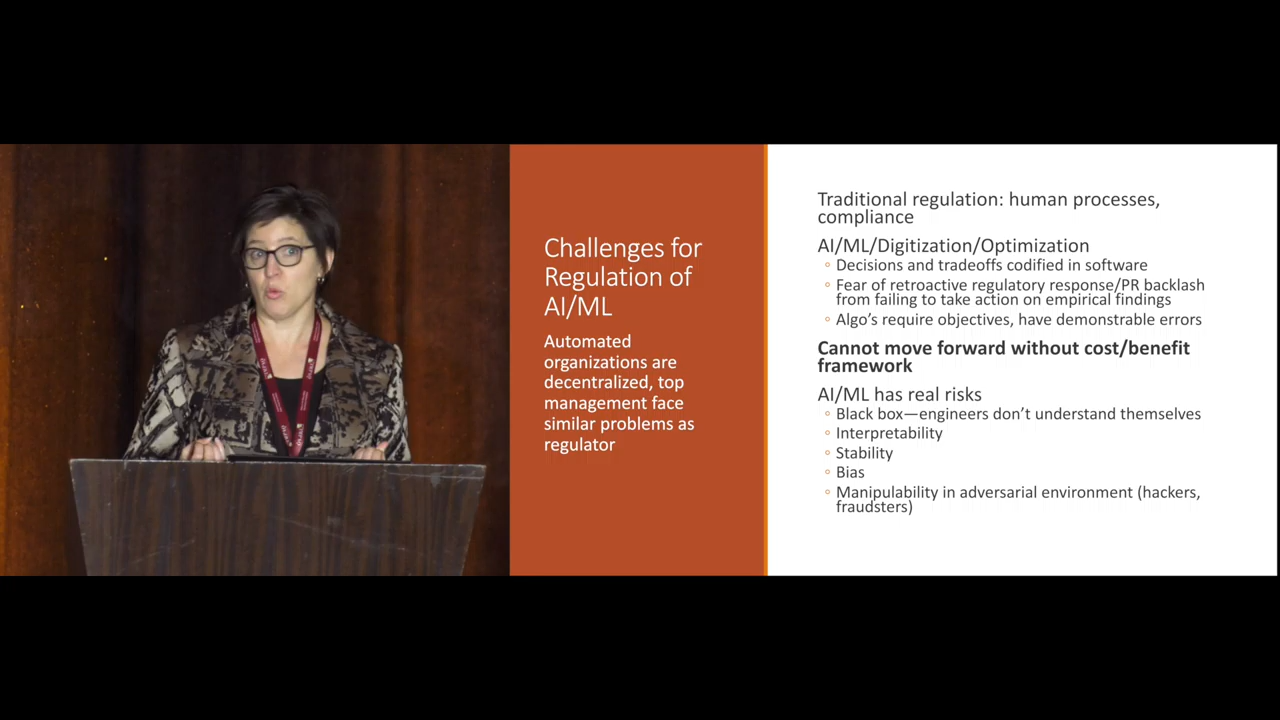 Challenges for
Regulation of
AI/ML
Automated
organizations are
decentralized, top
management face
similar problems as
regulator
Traditional regulation: human processes,
compliance
AI/ML/Digitization/Optimization
◦ Decisions and tradeoffs codified in software
◦ Fear of retroactive regulatory response/PR backlash
from failing to take action on empirical findings
◦ Algo’s require objectives, have demonstrable errors
Cannot move forward without cost/benefit
framework
AI/ML has real risks
◦ Black box—engineers don’t understand themselves
◦ Interpretability
◦ Stability
◦ Bias
◦ Manipulability in adversarial environment (hackers,
fraudsters)